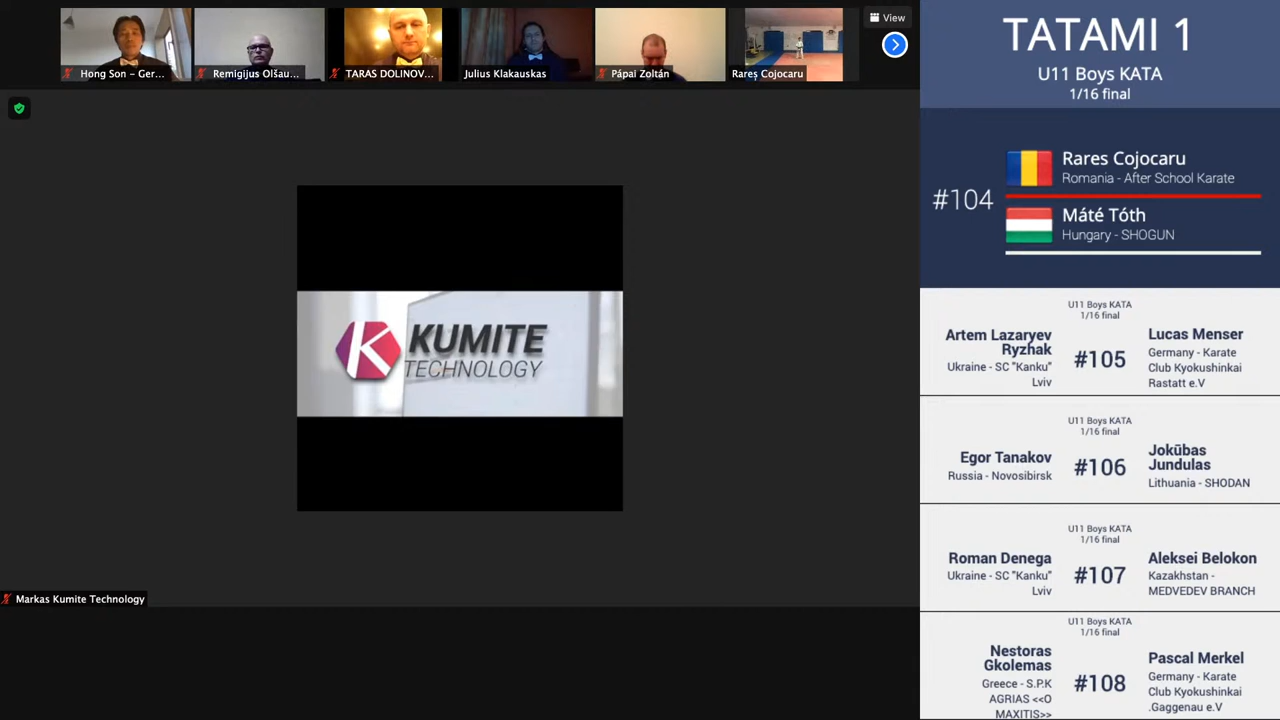 Hong Son – Ger...
Remigijus Olšau...
TARAS DOLINOV...
Julius Klakauskas
Pápai Zoltán
Rareș Cojocaru
View
KUMITE
TECHNOLOGY
Markas Kumite Technology
TATAMI 1
U11 Boys KATA
1/16 final
#104
Rares Cojocaru
Romania - After School Karate
Máté Tóth
Hungary - SHOGUN
U11 Boys KATA
1/16 final
Artem Lazaryev
Ryzhak
Ukraine - SC "Kanku"
Lviv
#105
Lucas Menser
Germany - Karate
Club Kyokushinkai
Rastatt e.V
U11 Boys KATA
1/16 final
Egor Tanakov
Russia - Novosibirsk
#106
Jokūbas
Jundulas
Lithuania - SHODAN
U11 Boys KATA
1/16 final
Roman Denega
Ukraine - SC "Kanku"
Lviv
#107
Aleksei Belokon
Kazakhstan -
MEDVEDEV BRANCH
U11 Boys KATA
1/16 final
Nestoras
Gkolemas
Greece - S.P.K
AGRIAS <<O
MAXITIS>>
#108
Pascal Merkel
Germany - Karate
Club Kyokushinkai
.Gaggenau e.V